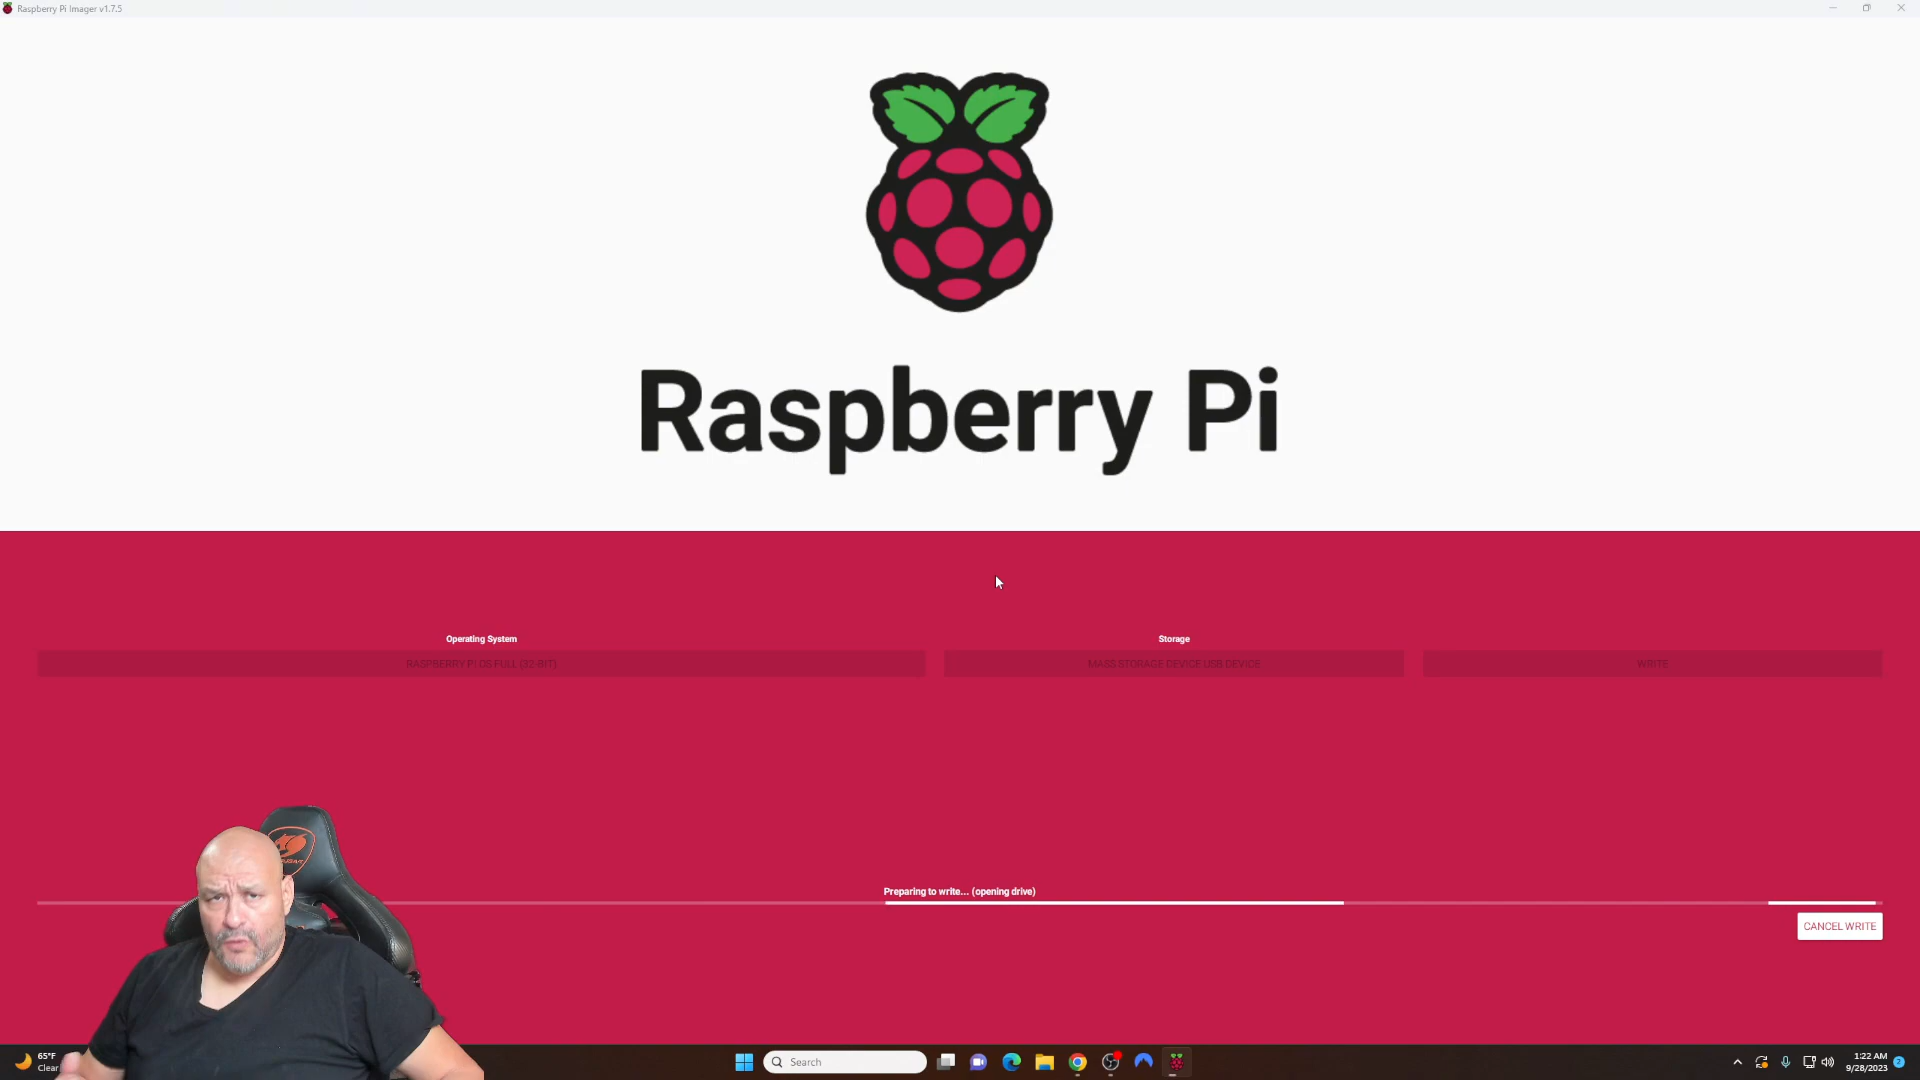 Raspberry Pi Imager v1.7.5
Raspberry Pi
Operating System
Storage
RASPBERRY PI OS FULL (32-BIT)
MASS STORAGE DEVICE USB DEVICE
WRITE
Preparing to write... (opening drive)
CANCEL WRITE
65°F
Clear
Search
1:22 AM
9/28/2023
2